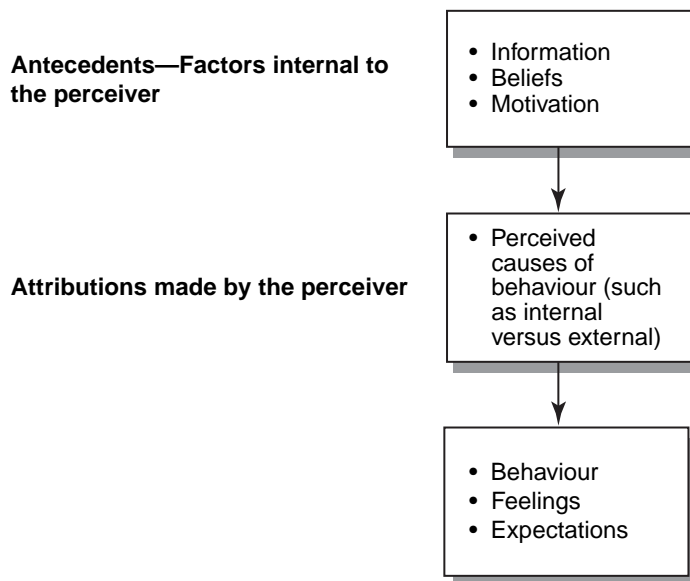 Antecedents—Factors internal to
the perceiver
• Information
• Beliefs
• Motivation
Attributions made by the perceiver
• Perceived
causes of
behaviour (such
as internal
versus external)
• Behaviour
• Feelings
• Expectations